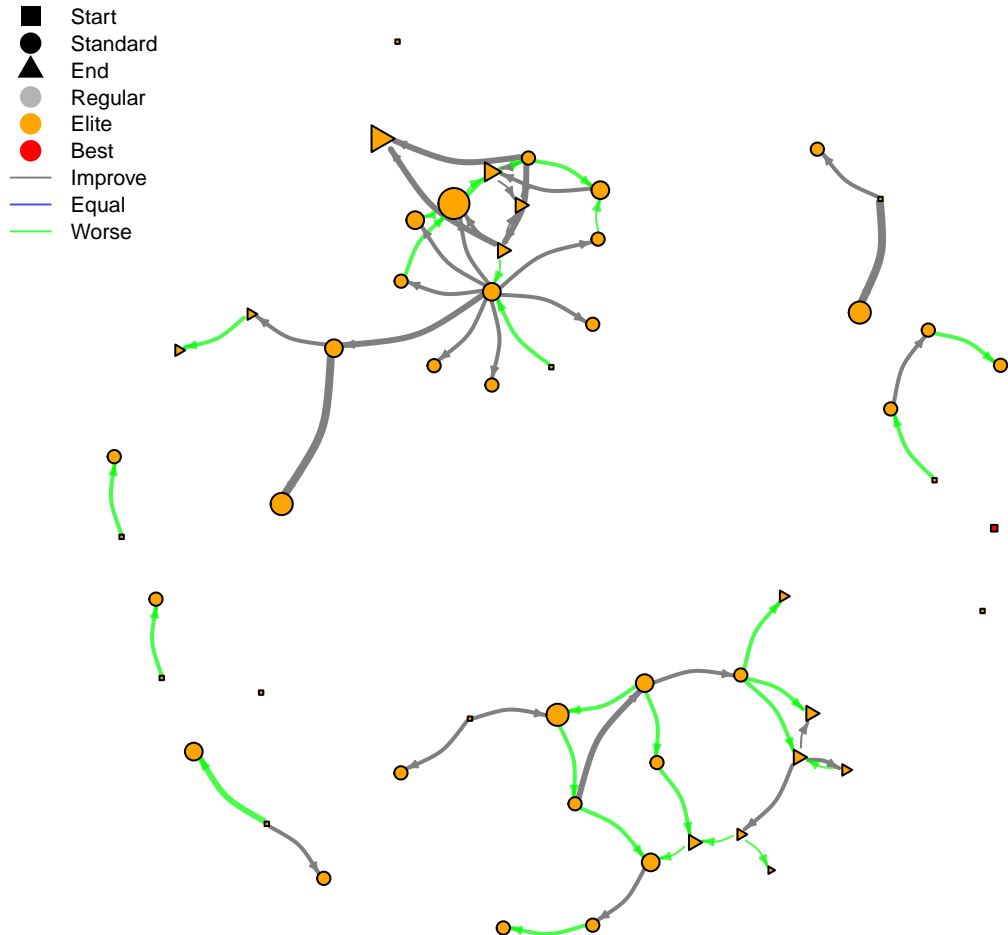 Start
Standard
End
Regular
Elite
Best
Improve
Equal
Worse